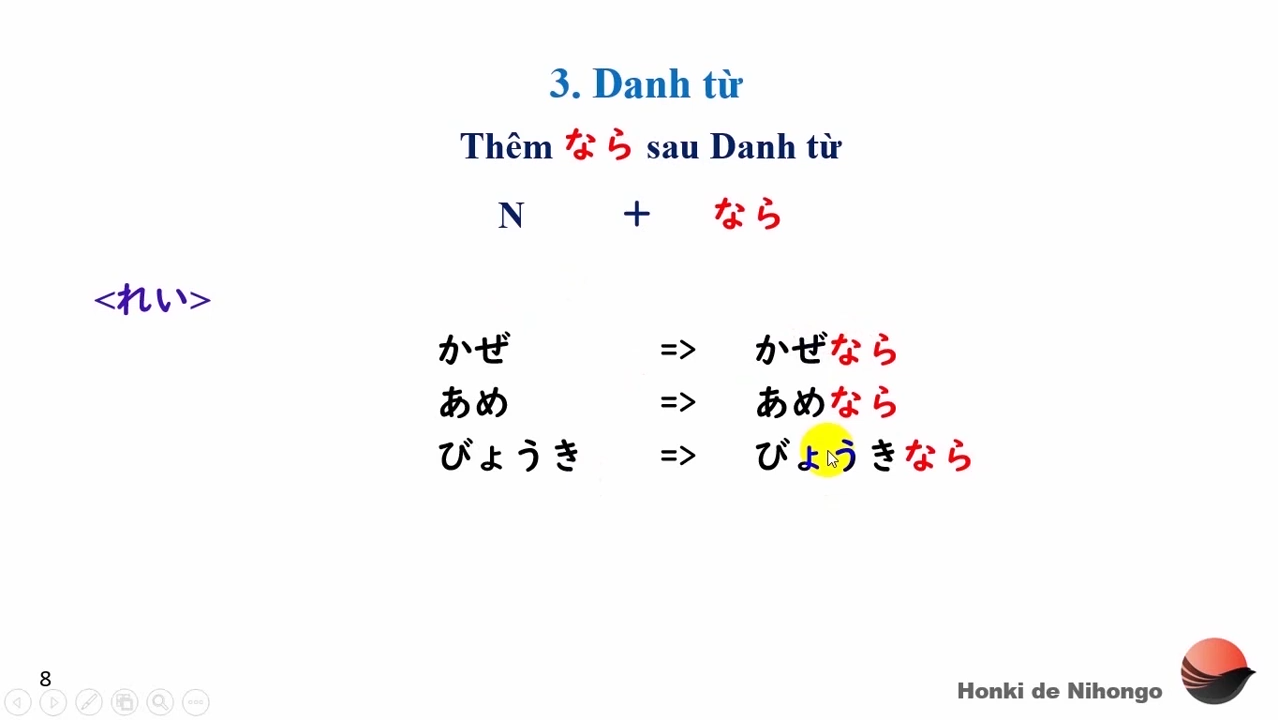 3. Danh từ
Thêm なら sau Danh từ
N + なら
<れい>
かぜ => かぜなら
あめ => あめなら
びょうき => びょうきなら
8
Honki de Nihongo